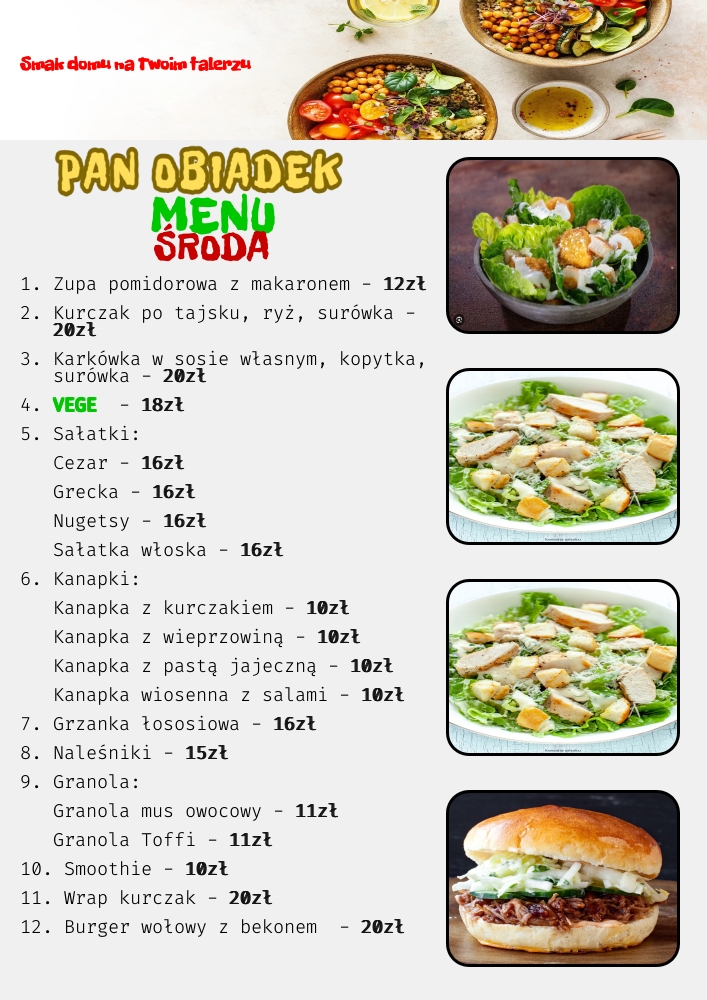 Smak domu na Twoim talerzu
PAN OBIADEK
MENU
ŚRODA
1. Zupa pomidorowa z makaronem - 12zł
2. Kurczak po tajsku, ryż, surówka -
20zł
3. Karkówka w sosie własnym, kopytka,
surówka - 20zł
4. VEGE - 18zł
5. Sałatki:
Cezar - 16zł
Grecka - 16zł
Nugetsy - 16zł
Sałatka włoska - 16zł
6. Kanapki:
Kanapka z kurczakiem - 10zł
Kanapka z wieprzowiną - 10zł
Kanapka z pastą jajeczną - 10zł
Kanapka wiosenna z salami - 10zł
7. Grzanka łososiowa - 16zł
8. Naleśniki - 15zł
9. Granola:
Granola mus owocowy - 11zł
Granola Toffi - 11zł
10. Smoothie - 10zł
11. Wrap kurczak - 20zł
12. Burger wołowy z bekonem - 20zł